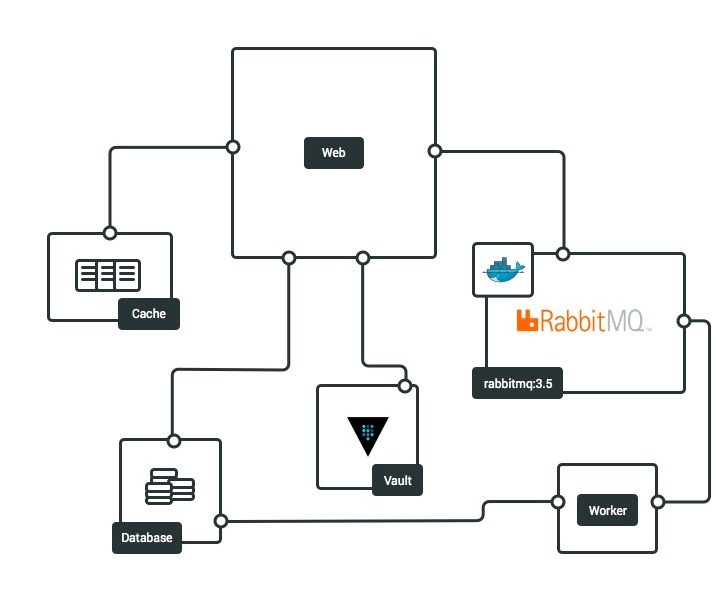 Web
Cache
RabbitMQ
rabbitmq:3.5
Vault
Database
Worker